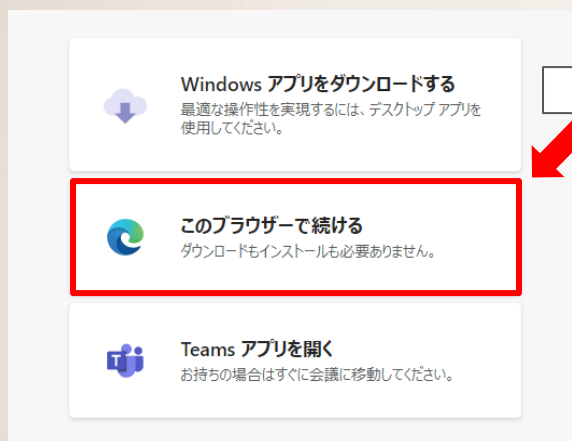 Windows アプリをダウンロードする
最適な操作性を実現するには、デスクトップ アプリを
使用してください。
このブラウザーで続ける
ダウンロードもインストールも必要ありません。
Teams アプリを開く
お持ちの場合はすぐに会議に移動してください。